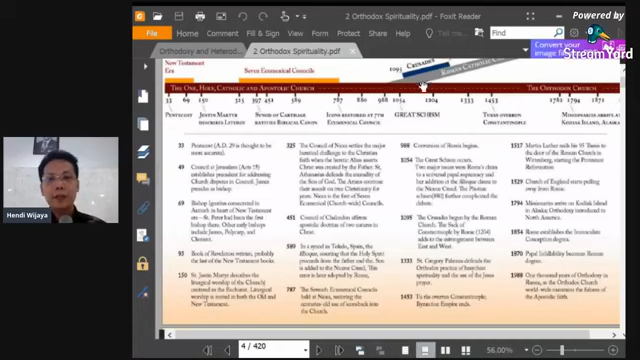 2 Orthodox Spirituality.pdf - Foxit Reader
Powered by
File
Find
Convert your
Orthodoxy and Heterod...
2 Orthodox Spirituality.pdf
StreamYard
New Testament
Era
Seven Ecumenical Councils
1095
CRUSADES
ROMAN CATHOLIC
THE ONE, HOLY, CATHOLIC AND APOSTOLIC CHURCH
THE ORTHODOX CHURCH
33 69 150 325 397 451 589 787 880 988 1054 1204 1333 1453 1782 1794 1871
PENTECOST
JUSTIN MARTYR
DESCRIBES LITURGY
SYNOD OF CARTHAGE
RATIFIES BIBLICAL CANON
ICONS RESTORED AT 7TH
ECUMENICAL COUNCIL
GREAT SCHISM
TURKS OVERRUN
CONSTANTINOPLE
MISSIONARIES ARRIVE
KODIAK ISLAND, ALASKA
33 Pentecost (A.D. 29 is thought to be
more accurate).
49 Council at Jerusalem (Acts 15)
establishes precedent for addressing
Church disputes in Council. James
presides as bishop.
69 Bishop Ignatius consecrated
in Antioch in heart of New Testament
era—St. Peter had been the first
bishop there. Other early bishops
include James, Polycarp, and
Clement.
95 Book of Revelation written, probably
the last of the New Testament books.
150 St. Justin Martyr describes the
liturgical worship of the Church,
centered in the Eucharist. Liturgical
worship is rooted in both the Old and
New Testament.
325 The Council of Nicea settles the major
heretical challenge to the Christian
faith when the heretic Arius asserts
Christ was created by the Father. St.
Athanasius defends the eternality of
the Son of God. The Arians continue
their assault on true Christianity for
years. Nicea is the first of Seven
Ecumenical (Church-wide) Councils.
451 Council of Chalcedon affirms
apostolic doctrine of two natures in
Christ.
589 In a synod in Toledo, Spain, the
filioque, asserting that the Holy Spirit
proceeds from the Father and the Son
is added to the Nicene Creed. This
error is later adopted by Rome.
787 The Seventh Ecumenical Council
held at Nicea, restoring the
centuries-old use of icons back into the
Church.
988 Conversion of Russia begins.
1054 The Great Schism occurs.
Two major issues were Rome's claim
to a universal papal supremacy and
her addition of the filioque clause to
the Nicene Creed. The Photian schism
(880) further complicated the
debate.
1095 The Crusades begun by the Roman
Church. The Sack of
Constantinople by Rome (1204)
adds to the estrangement between
East and West.
1333 St. Gregory Palamas defends the
Orthodox practice of hesychast
spirituality and the use of the Jesus
prayer.
1453 Turks overrun Constantinople;
Byzantine Empire ends.
1517 Martin Luther nails his 95 Theses to
the door of the Roman Church in
Wittenberg, starting the Protestant
Reformation.
1529 Church of England starts pulling
away from Rome.
1794 Missionaries arrive on Kodiak Island
in Alaska; Orthodoxy introduced to
North America.
1854 Rome establishes the Immaculate
Conception dogma.
1870 Papal Infallibility becomes Roman
dogma.
1988 One thousand years of Orthodoxy in
Russia, as the Orthodox Church
world-wide maintains the fullness of
the Apostolic faith.
Hendi Wijaya
4 / 420
56.00%